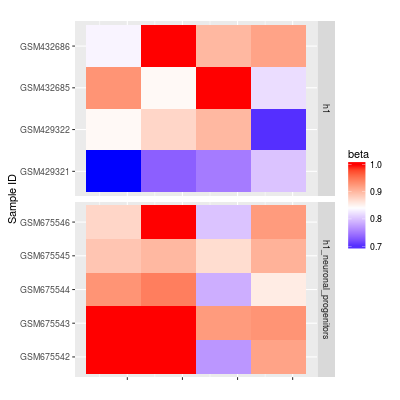 GSM432686
GSM432685
GSM429322
GSM429321
h1
GSM675546
GSM675545
GSM675544
GSM675543
GSM675542
h1_neuronal_progenitors
Sample ID
beta
1.0
0.9
0.8
0.7